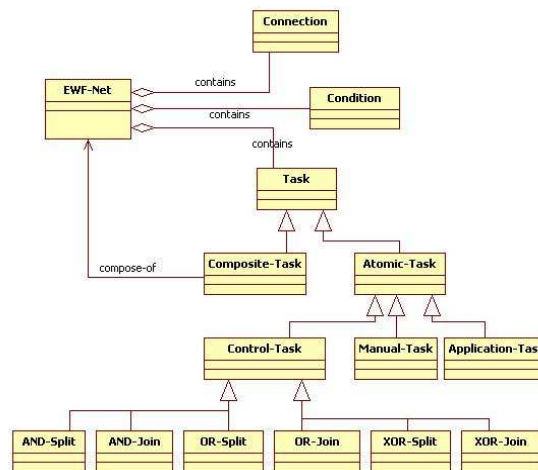 Connection
contains
EWF-Net
Condition
contains
contains
Task
compose-of
Composite-Task
Atomic-Task
Control-Task
Manual-Task
Application-Tas
AND-Split
AND-Join
OR-Split
OR-Join
XOR-Split
XOR-Join